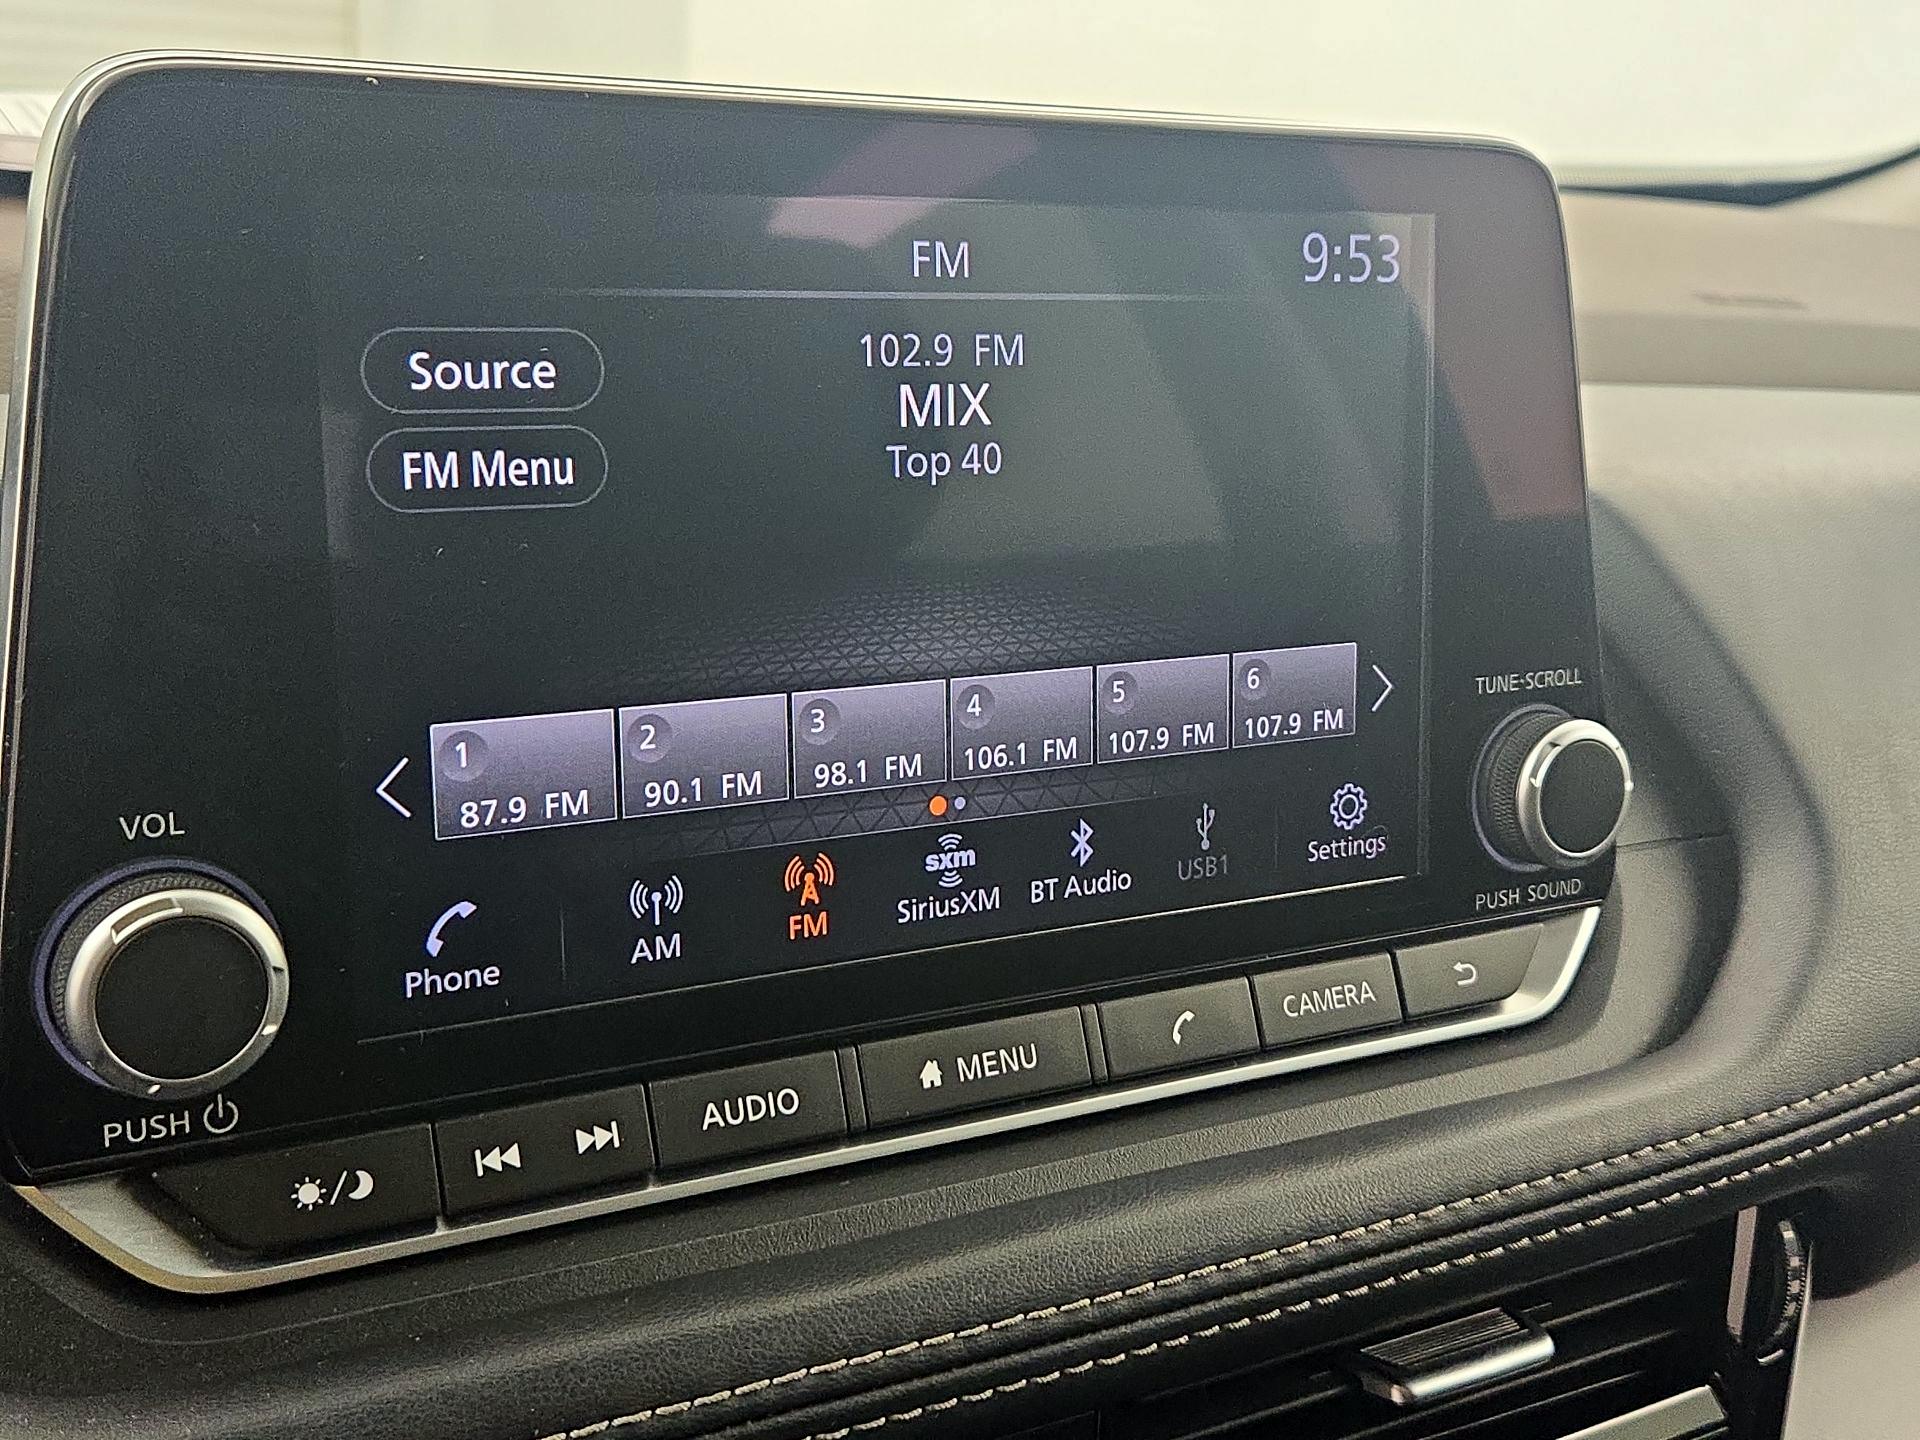 FM
9:53
Source
102.9 FM
MIX
Top 40
FM Menu
1
87.9 FM
2
90.1 FM
3
98.1 FM
4
106.1 FM
5
107.9 FM
6
107.9 FM
TUNE-SCROLL
PUSH SOUND
VOL
PUSH
Phone
AM
FM
sxm
SiriusXM
BT Audio
USB1
Settings
AUDIO
MENU
CAMERA